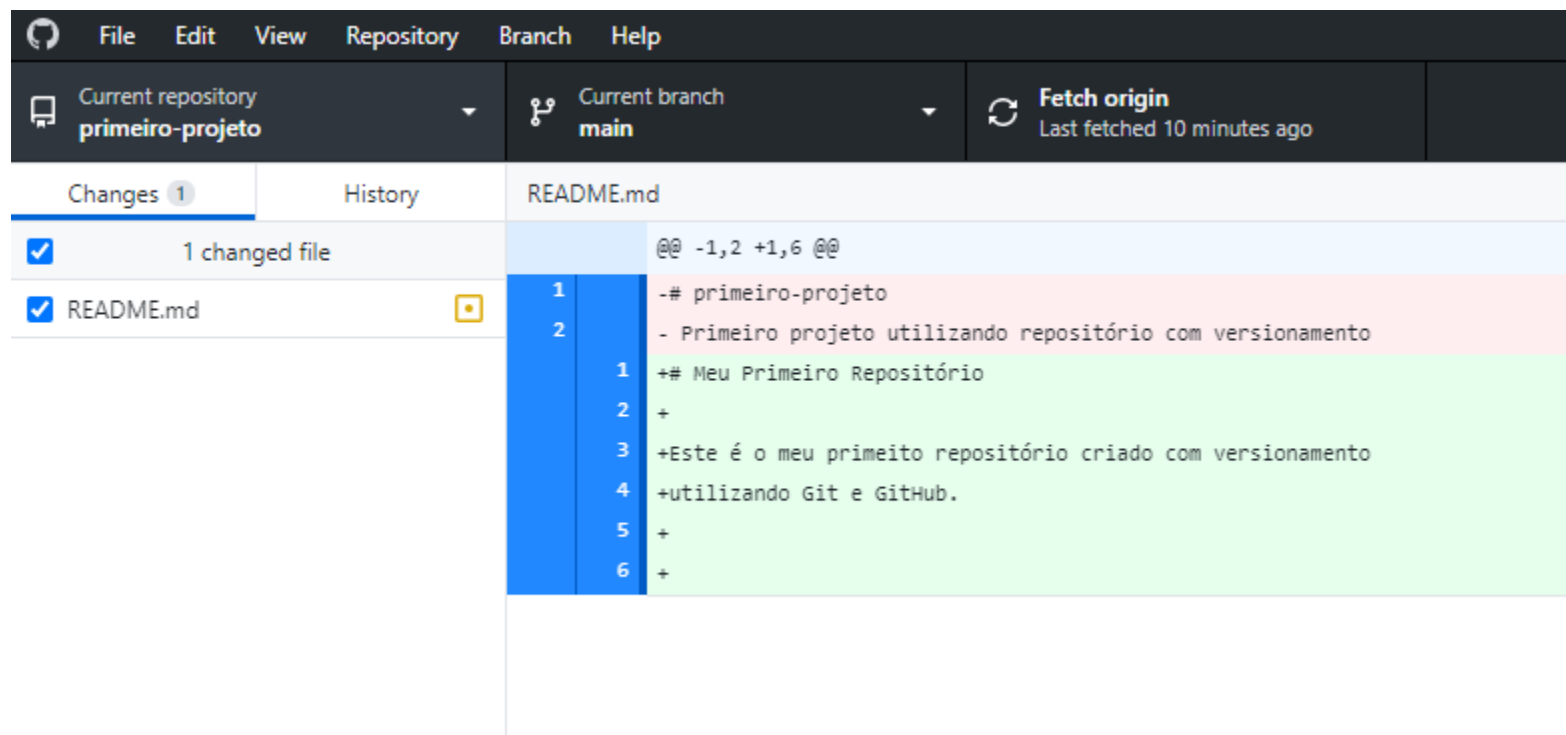 File Edit View Repository Branch Help
Current repository
primeiro-projeto
Current branch
main
Fetch origin
Last fetched 10 minutes ago
Changes 1 History
README.md
1 changed file
README.md
@@ -1,2 +1,6 @@
1 -# primeiro-projeto
2 - Primeiro projeto utilizando repositório com versionamento
1 +# Meu Primeiro Repositório
2 +
3 +Este é o meu primeito repositório criado com versionamento
4 +utilizando Git e GitHub.
5 +
6 +